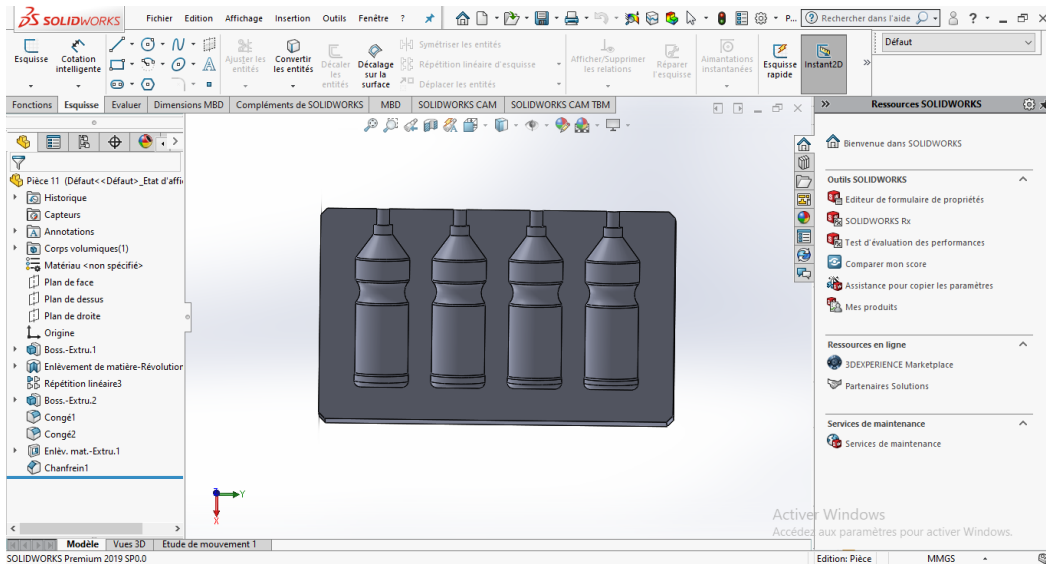 SOLIDWORKS Fichier Edition Affichage Insertion Outils Fenêtre ? P... Rechercher dans l'aide ?
Esquisse Cotation intelligente
Ajuster les entités
Convertir les entités
Décaler les entités
Décalage sur la surface
Symétriser les entités
Répétition linéaire d'esquisse
Déplacer les entités
Afficher/Supprimer les relations
Réparer l'esquisse
Aimantations instantanées
Esquisse rapide
Instant2D
Défaut
Fonctions Esquisse Evaluer Dimensions MBD Compléments de SOLIDWORKS MBD SOLIDWORKS CAM SOLIDWORKS CAM TBM
Pièce 11 (Défaut<<Défaut>_Etat d'affi
Historique
Capteurs
Annotations
Corps volumiques(1)
Matériau <non spécifié>
Plan de face
Plan de dessus
Plan de droite
Origine
Boss.-Extru.1
Enlèvement de matière-Révolution
Répétition linéaire3
Boss.-Extru.2
Congé1
Congé2
Enlèv. mat.-Extru.1
Chanfrein1
Y
X
Ressources SOLIDWORKS
Bienvenue dans SOLIDWORKS
Outils SOLIDWORKS
Editeur de formulaire de propriétés
SOLIDWORKS Rx
Test d'évaluation des performances
Comparer mon score
Assistance pour copier les paramètres
Mes produits
Ressources en ligne
3DEXPERIENCE Marketplace
Partenaires Solutions
Services de maintenance
Services de maintenance
Activer Windows
Accédez aux paramètres pour activer Windows.
Modèle Vues 3D Etude de mouvement 1
SOLIDWORKS Premium 2019 SP0.0
Edition: Pièce MMGS